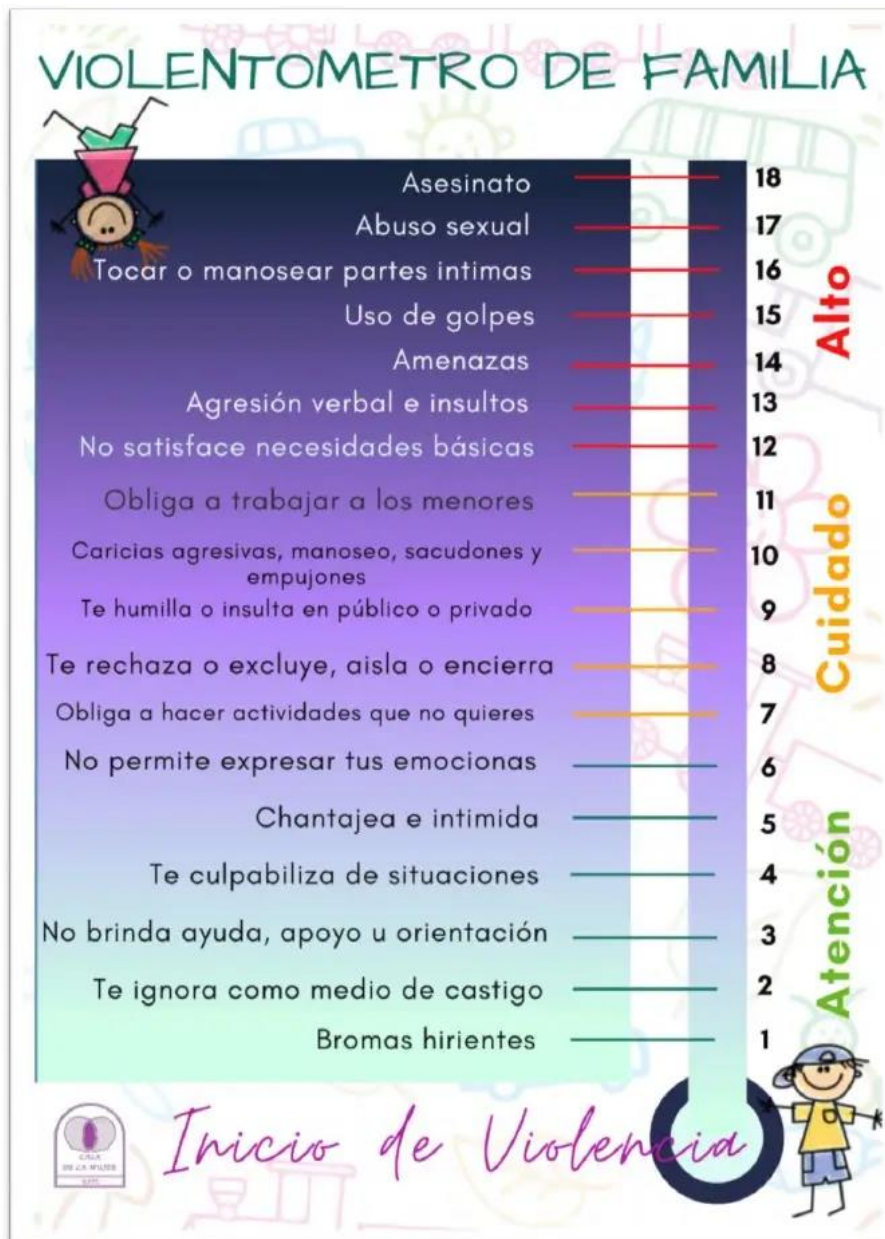 VIOLENTOMETRO DE FAMILIA
Asesinato 18
Abuso sexual 17
Tocar o manosear partes intimas 16
Uso de golpes 15
Amenazas 14
Agresión verbal e insultos 13
No satisface necesidades básicas 12
Alto
Obliga a trabajar a los menores 11
Caricias agresivas, manoseo, sacudones y
empujones 10
Te humilla o insulta en público o privado 9
Te rechaza o excluye, aisla o encierra 8
Obliga a hacer actividades que no quieres 7
Cuidado
No permite expresar tus emocionas 6
Chantajea e intimida 5
Te culpabiliza de situaciones 4
No brinda ayuda, apoyo u orientación 3
Te ignora como medio de castigo 2
Bromas hirientes 1
Atención
Inicio de Violencia
CASA
DE LA MUJER